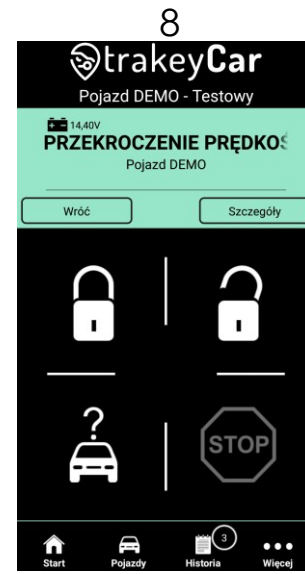 8
trakeyCar
Pojazd DEMO - Testowy
14,40V
PRZEKROCZENIE PRĘDKOŚ
Pojazd DEMO
Wróć Szczegóły
?
STOP
3
Start Pojazdy Historia Więcej